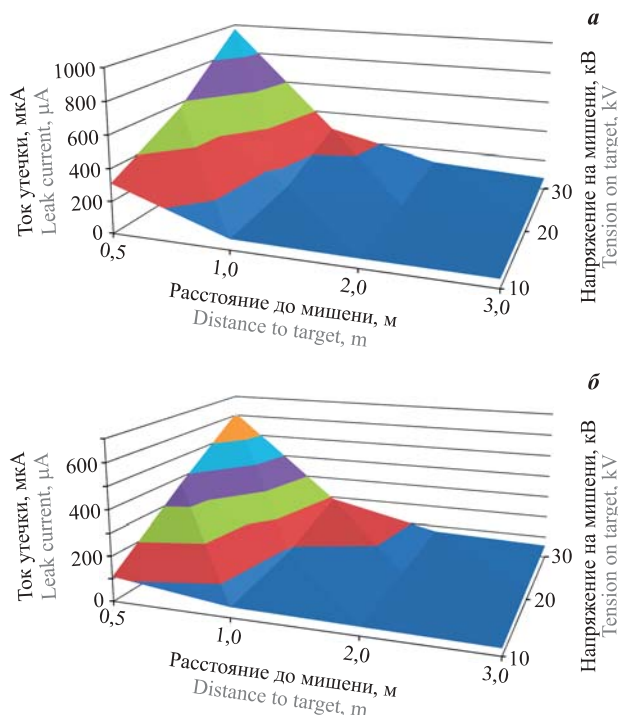 а
1000
800
600
400
200
0
Ток утечки, мкА
Leak current, µA
0,5
1,0
2,0
3,0
Расстояние до мишени, м
Distance to target, m
10
20
30
Напряжение на мишени, кВ
Tension on target, kV
б
600
400
200
0
Ток утечки, мкА
Leak current, µA
0,5
1,0
2,0
3,0
Расстояние до мишени, м
Distance to target, m
10
20
30
Напряжение на мишени, кВ
Tension on target, kV